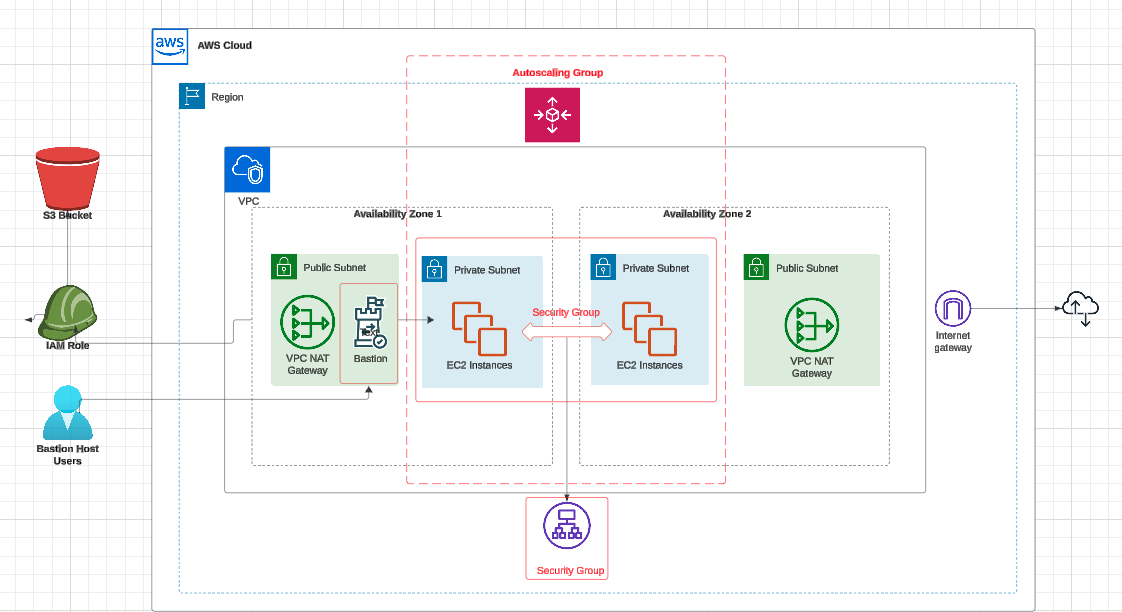 aws
AWS Cloud
Autoscaling Group
Region
VPC
S3 Bucket
Availability Zone 1
Availability Zone 2
Public Subnet
Private Subnet
Private Subnet
Public Subnet
Security Group
Text
IAM Role
VPC NAT
Gateway
Bastion
EC2 Instances
EC2 Instances
VPC NAT
Gateway
Internet
gateway
Bastion Host
Users
Security Group